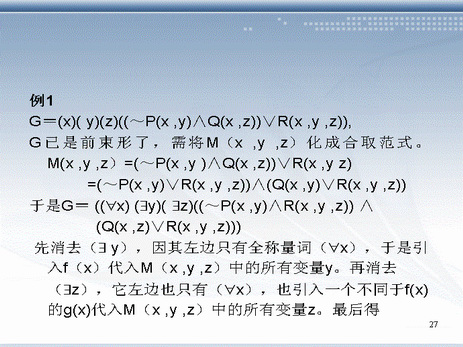 例1
G＝(x)( y)(z)((～P(x ,y)∧Q(x ,z))∨R(x ,y ,z)),
G已是前束形了，需将M（x ,y ,z）化成合取范式。
M(x ,y ,z）=(～P(x ,y )∧Q(x ,z))∨R(x ,y z)
=(～P(x ,y)∨R(x ,y ,z))∧(Q(x ,y)∨R(x ,y ,z))
于是G＝ ((∀x) (∃y)( ∃z)((～P(x ,y)∧R(x ,y ,z)) ∧
(Q(x ,z)∨R(x ,y ,z)))
先消去（∃ y），因其左边只有全称量词（∀x），于是引
入f（x）代入M（x ,y ,z）中的所有变量y。再消去
（∃z），它左边也只有（∀x），也引入一个不同于f(x)
的g(x)代入M（x ,y ,z）中的所有变量z。最后得
27